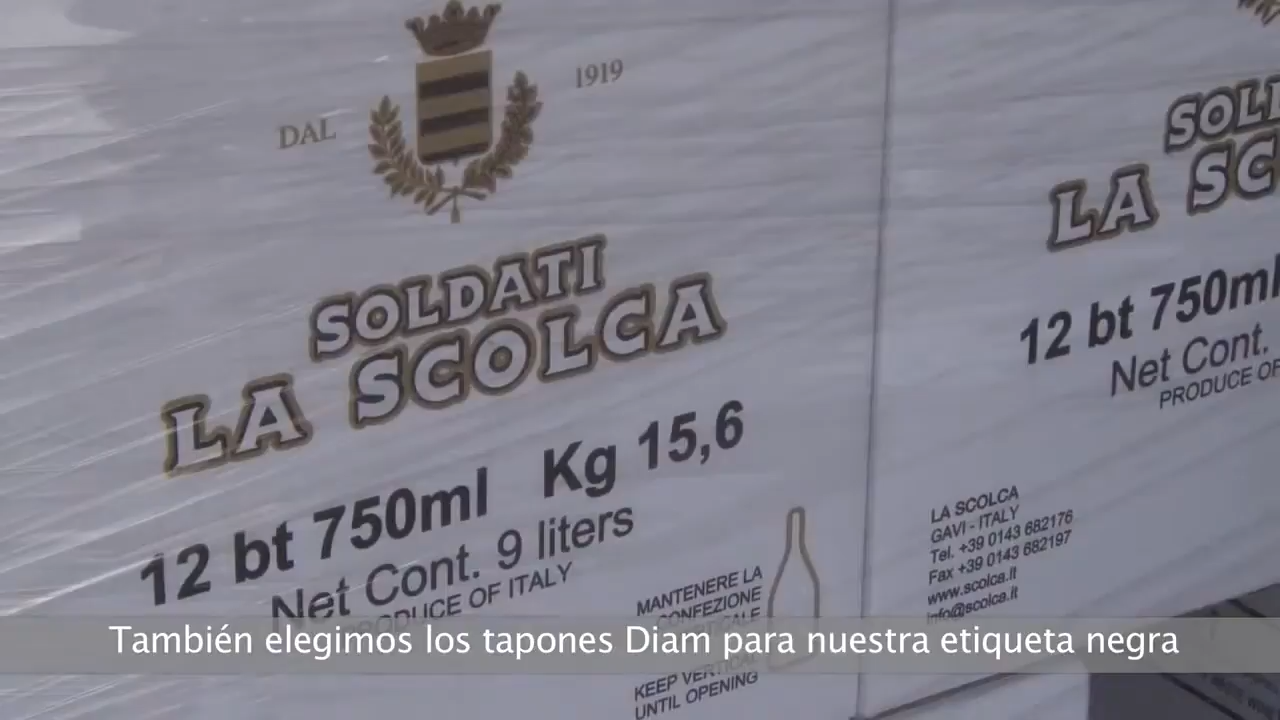 DAL
1919
SOLDATI
LA SCOLCA
12 bt 750ml Kg 15,6
Net Cont. 9 liters
PRODUCE OF ITALY
MANTENERE LA
CONFEZIONE
VERTICALE
KEEP VERTICAL
UNTIL OPENING
LA SC
12 bt 750ml
Net Cont.
PRODUCE OF
LA SCOLCA
GAVI - ITALY
Tel. +39 0143 682176
Fax +39 0143 682197
www.scolca.it
info@scolca.it
También elegimos los tapones Diam para nuestra etiqueta negra